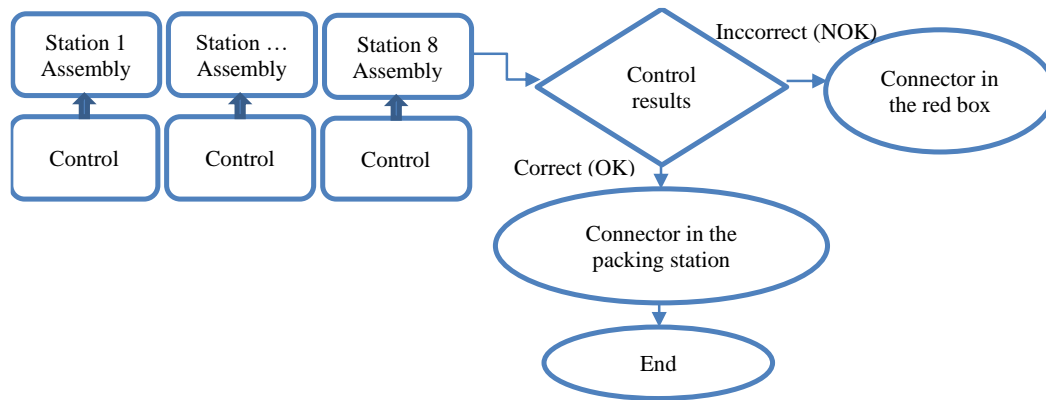 Station 1
Assembly
Station …
Assembly
Station 8
Assembly
Control
Control
Control
Control
results
Inccorrect (NOK)
Connector in
the red box
Correct (OK)
Connector in the
packing station
End